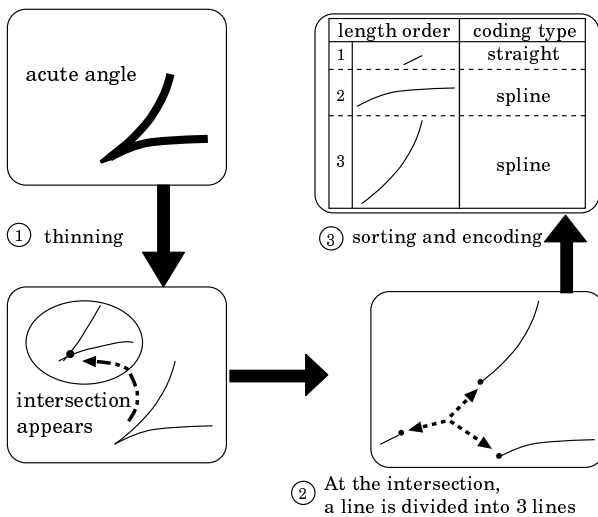 acute angle
① thinning
intersection
appears
② At the intersection,
a line is divided into 3 lines
③ sorting and encoding
length order coding type
1 straight
2 spline
3 spline